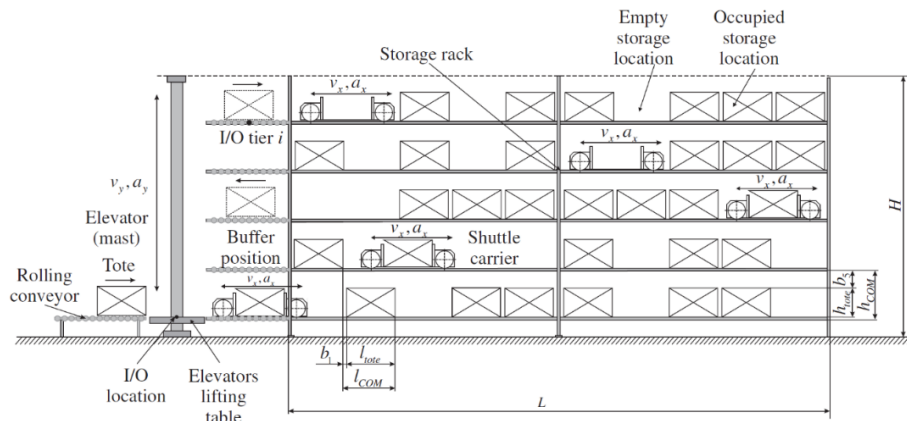 Empty
storage
location
Occupied
storage
location
Storage rack
v_x, a_x
I/O tier i
v_x, a_x
v_y, a_y
v_x, a_x
H
Elevator
(mast)
Buffer
position
v_x, a_x
Shuttle
carrier
Tote
Rolling
conveyor
v_x, a_x
b_5
h_tote
h_COM
b_1
l_tote
l_COM
I/O
location
Elevators
lifting
table
L